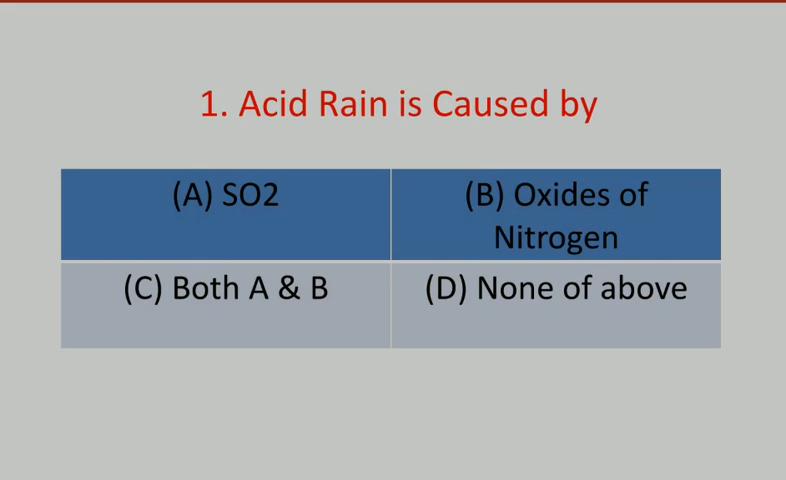 1. Acid Rain is Caused by
(A) SO2
(B) Oxides of
Nitrogen
(C) Both A & B
(D) None of above